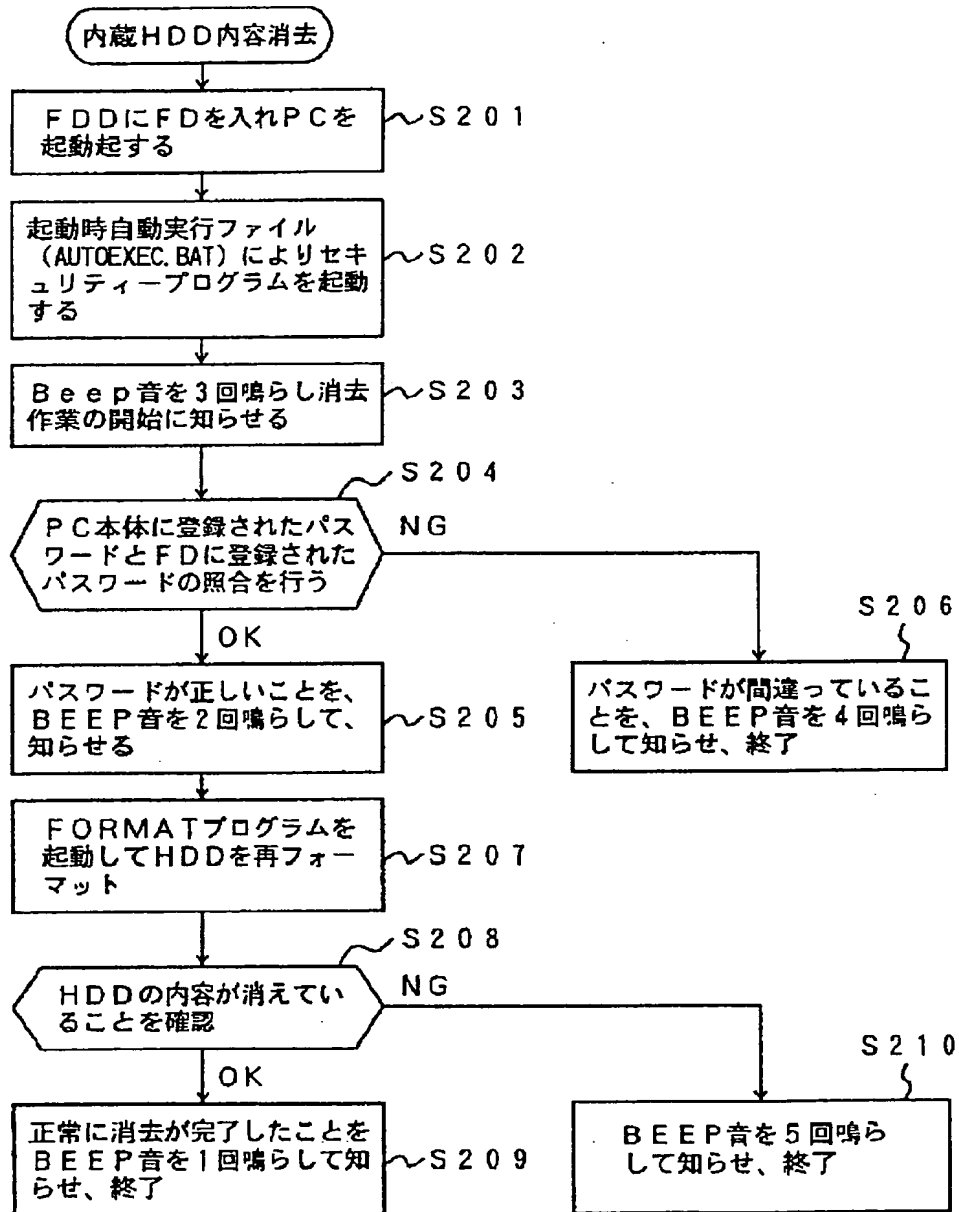 内蔵HDD内容消去
FDDにFDを入れPCを
起動起する
S201
起動時自動実行ファイル
(AUTOEXEC.BAT)によりセキ
ュリティープログラムを起動
する
S202
Beep音を3回鳴らし消去
作業の開始に知らせる
S203
S204
PC本体に登録されたパス
ワードとFDに登録された
パスワードの照合を行う
NG
OK
S206
パスワードが間違っているこ
とを、BEEP音を4回鳴ら
して知らせ、終了
パスワードが正しいことを、
BEEP音を2回鳴らして、
知らせる
S205
FORMATプログラムを
起動してHDDを再フォー
マット
S207
S208
HDDの内容が消えてい
ることを確認
NG
OK
S210
BEEP音を5回鳴ら
して知らせ、終了
正常に消去が完了したことを
BEEP音を1回鳴らして知
らせ、終了
S209